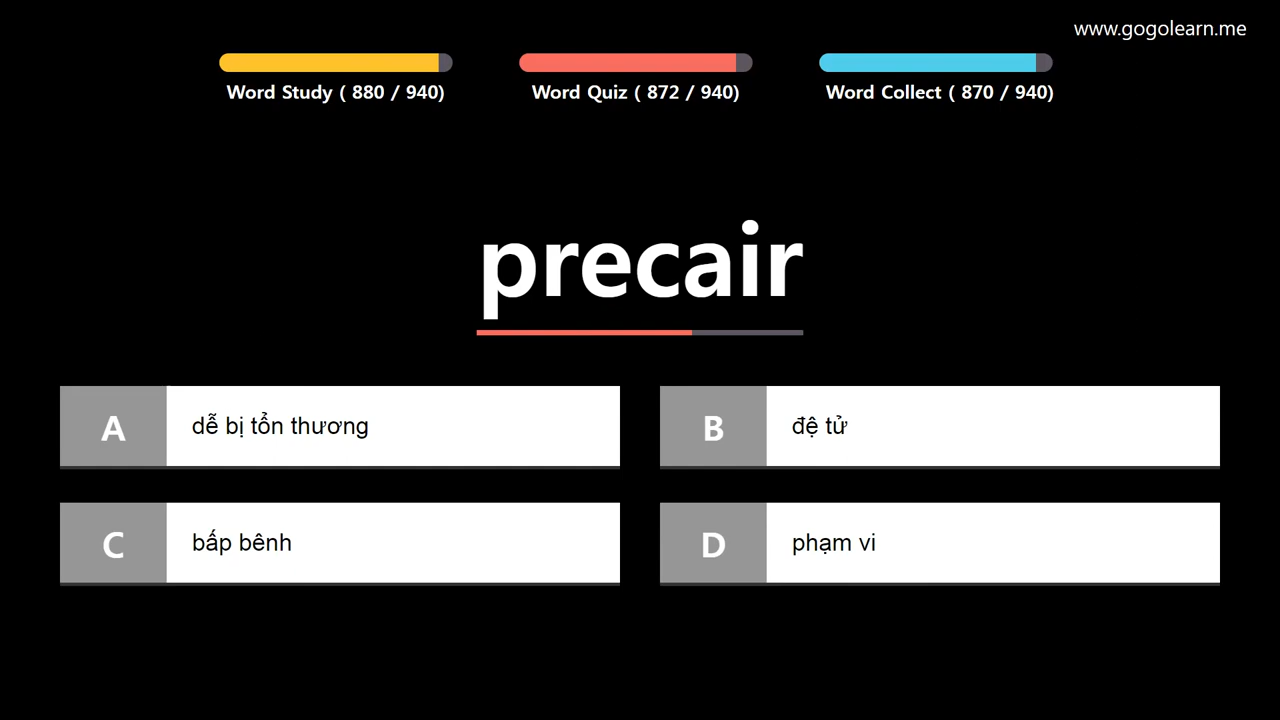 www.gogolearn.me
Word Study ( 880 / 940)
Word Quiz ( 872 / 940)
Word Collect ( 870 / 940)
precair
A dễ bị tổn thương
B đệ tử
C bấp bênh
D phạm vi